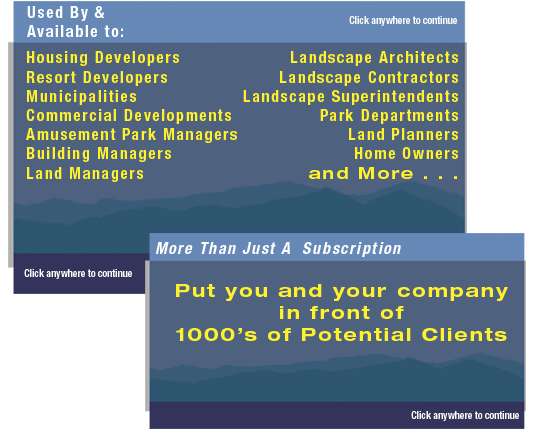 Used By &
Available to:
Click anywhere to continue
Housing Developers
Resort Developers
Municipalities
Commercial Developments
Amusement Park Managers
Building Managers
Land Managers
Landscape Architects
Landscape Contractors
Landscape Superintendents
Park Departments
Land Planners
Home Owners
and More . . .
Click anywhere to continue
More Than Just A Subscription
Put you and your company
in front of
1000's of Potential Clients
Click anywhere to continue